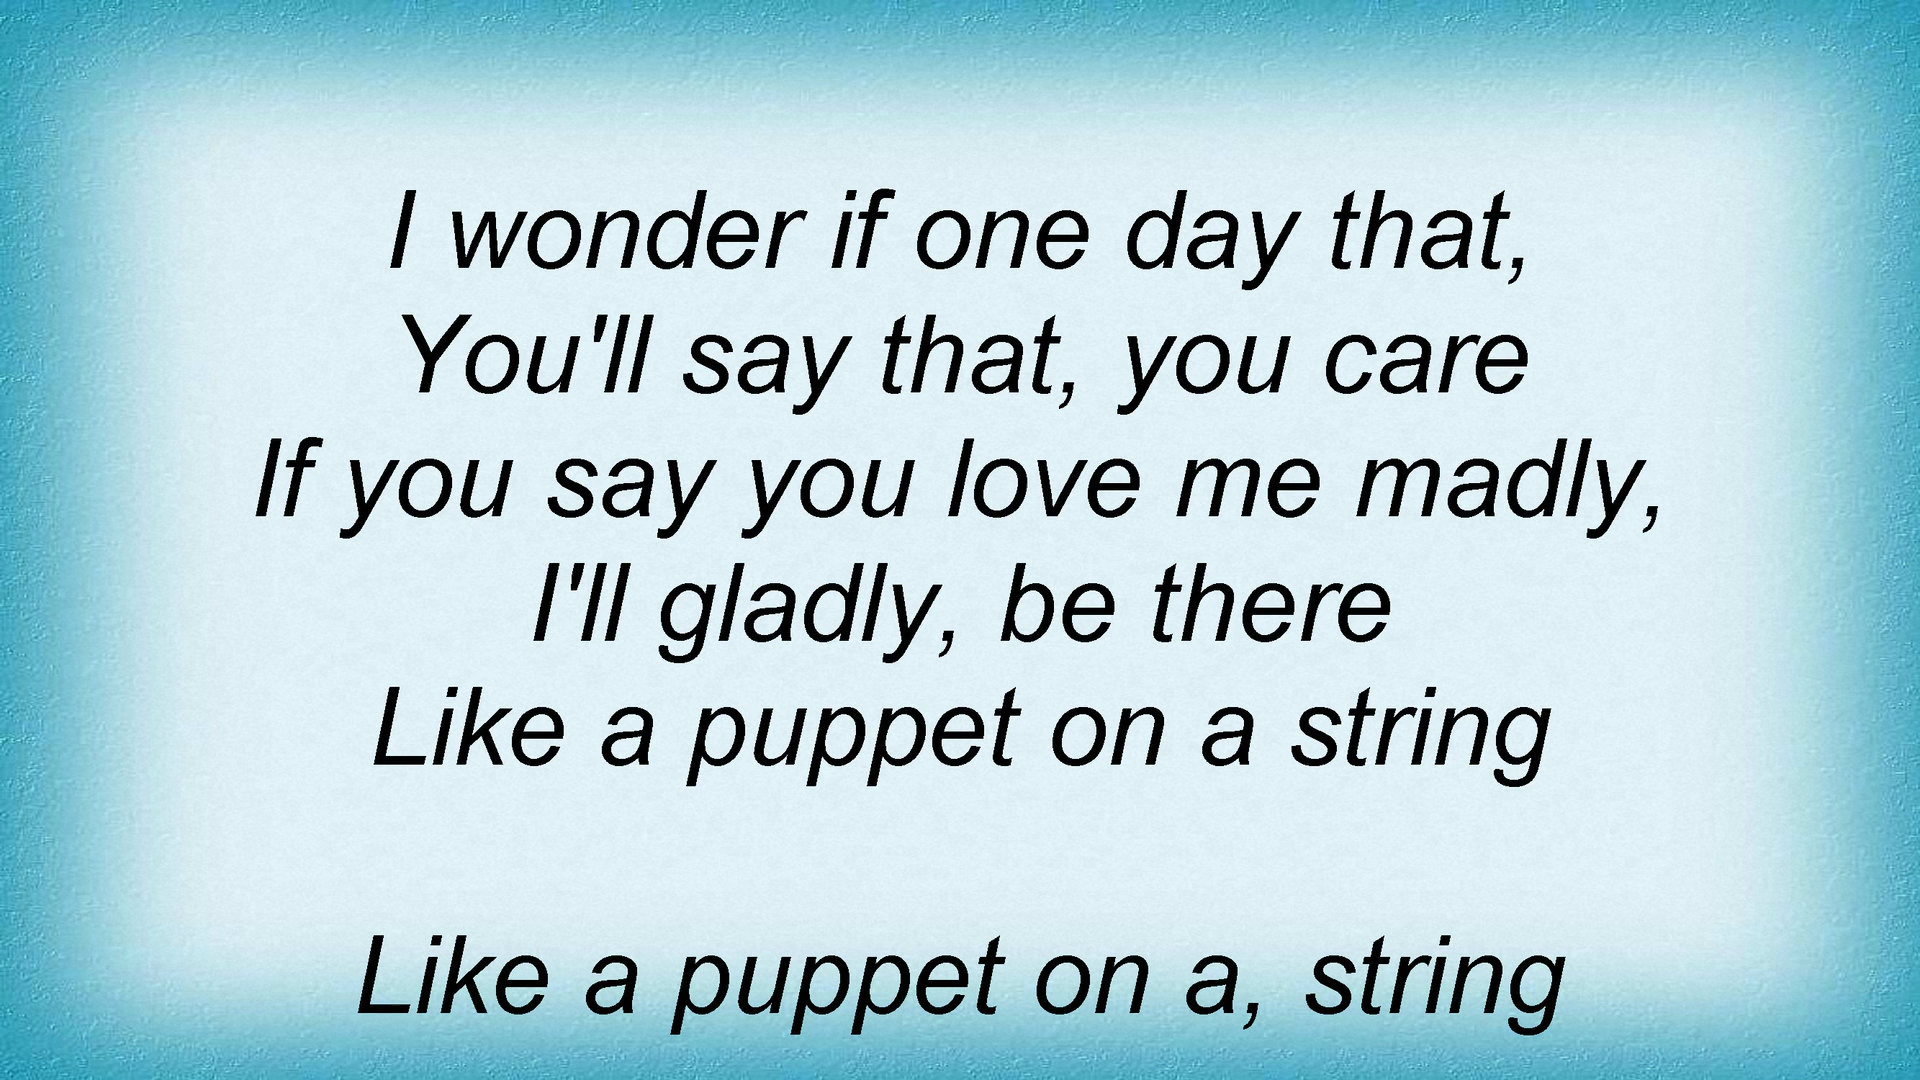 I wonder if one day that,
You'll say that, you care
If you say you love me madly,
I'll gladly, be there
Like a puppet on a string
Like a puppet on a, string